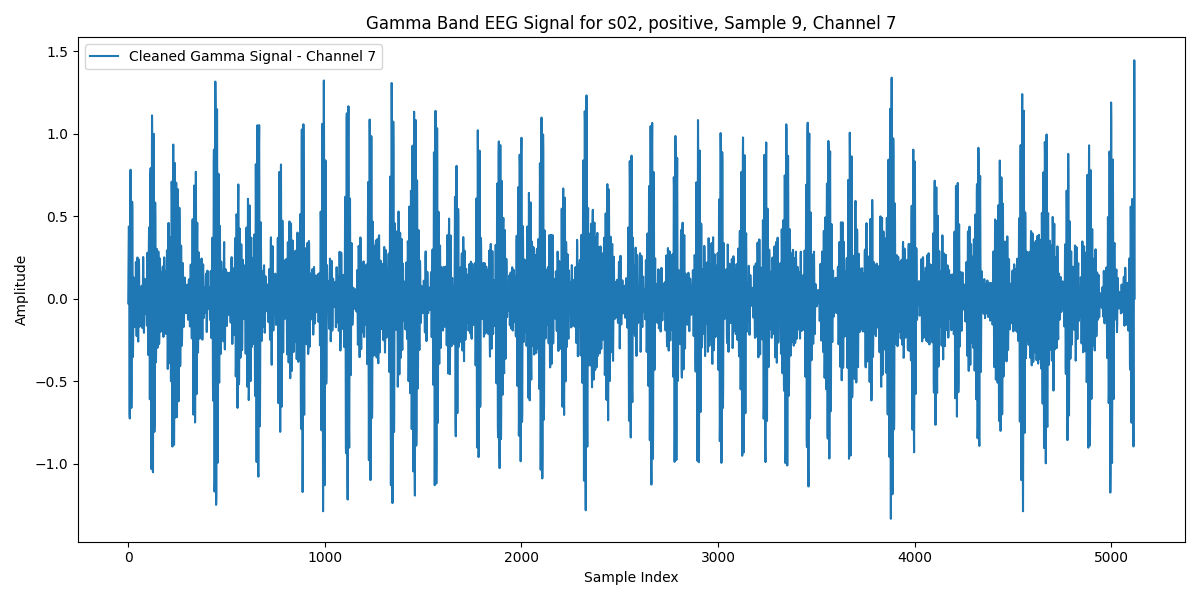 Gamma Band EEG Signal for s02, positive, Sample 9, Channel 7
Cleaned Gamma Signal - Channel 7
1.5
1.0
0.5
0.0
−0.5
−1.0
Amplitude
0 1000 2000 3000 4000 5000
Sample Index